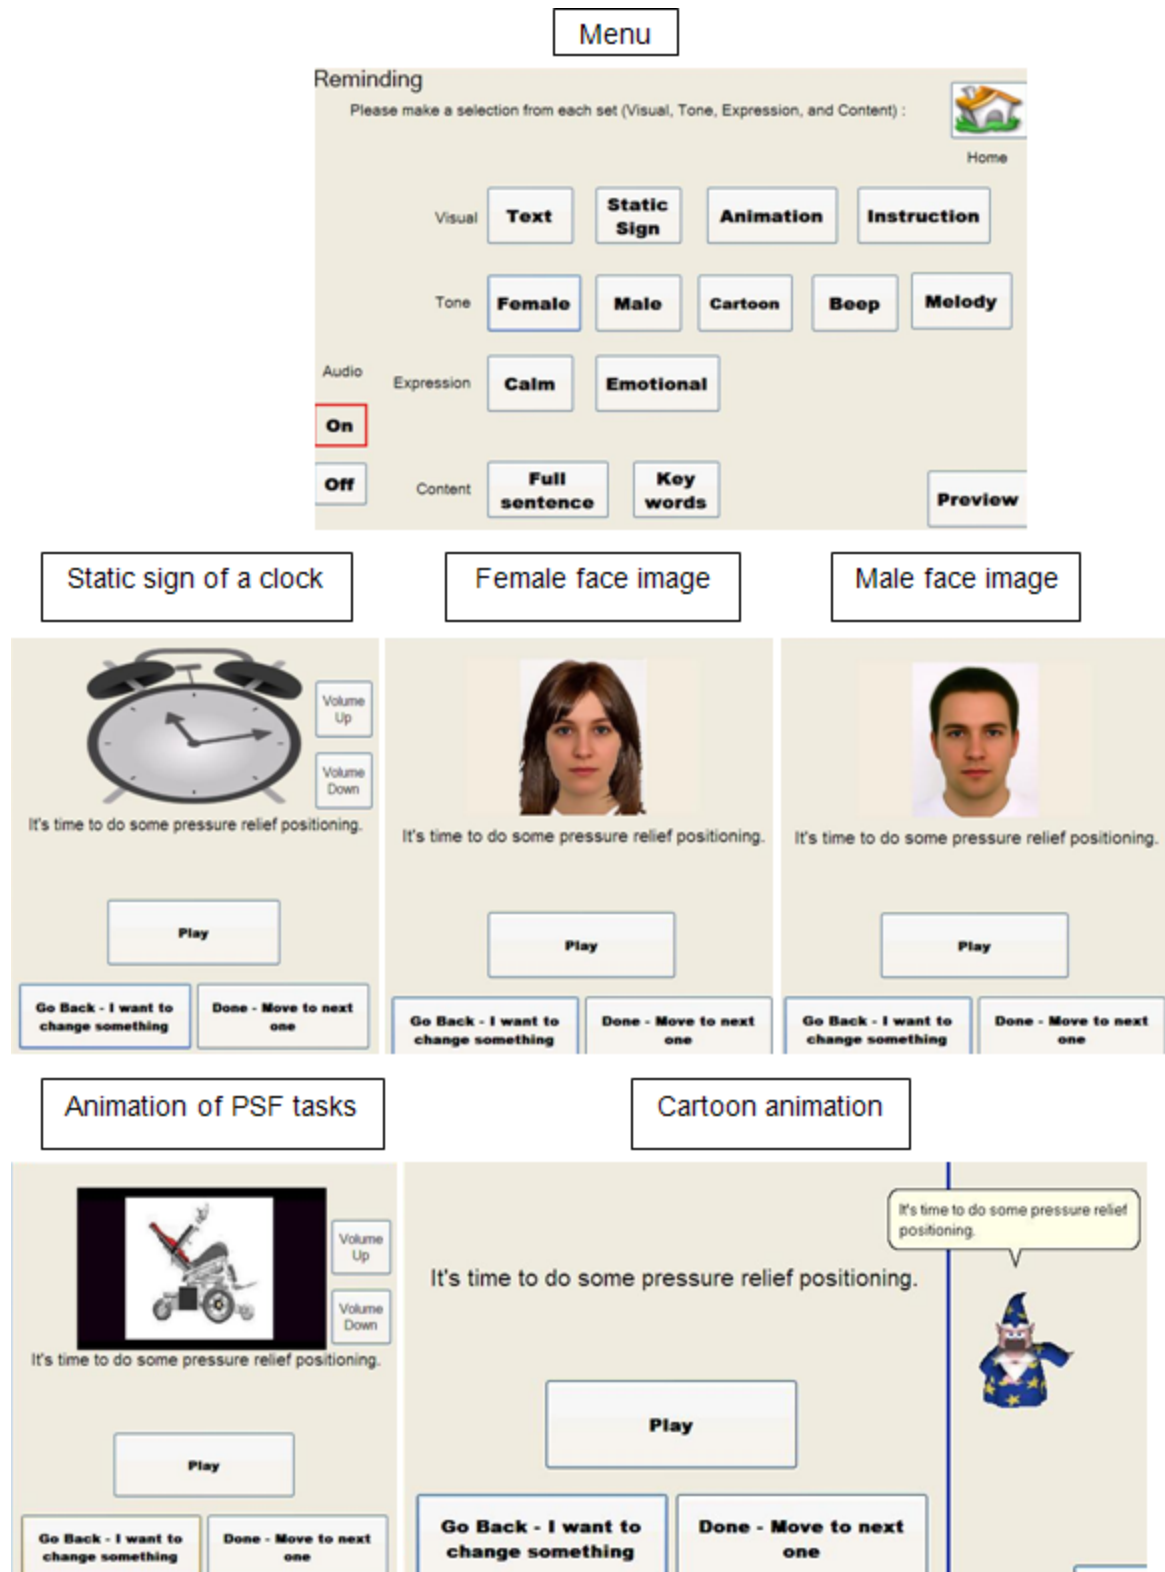 Menu
Reminding
Please make a selection from each set (Visual, Tone, Expression, and Content) :
Home
Visual
Text
Static
Sign
Animation
Instruction
Tone
Female
Male
Cartoon
Beep
Melody
Audio
Expression
Calm
Emotional
On
Off
Content
Full
sentence
Key
words
Preview
Static sign of a clock
Female face image
Male face image
Volume
Up
Volume
Down
It's time to do some pressure relief positioning.
Play
Go Back - I want to
change something
Done - Move to next
one
It's time to do some pressure relief positioning.
Play
Go Back - I want to
change something
Done - Move to next
one
It's time to do some pressure relief positioning.
Play
Go Back - I want to
change something
Done - Move to next
one
Animation of PSF tasks
Cartoon animation
Volume
Up
Volume
Down
It's time to do some pressure relief positioning.
Play
Go Back - I want to
change something
Done - Move to next
one
It's time to do some pressure relief
positioning.
It's time to do some pressure relief positioning.
Play
Go Back - I want to
change something
Done - Move to next
one